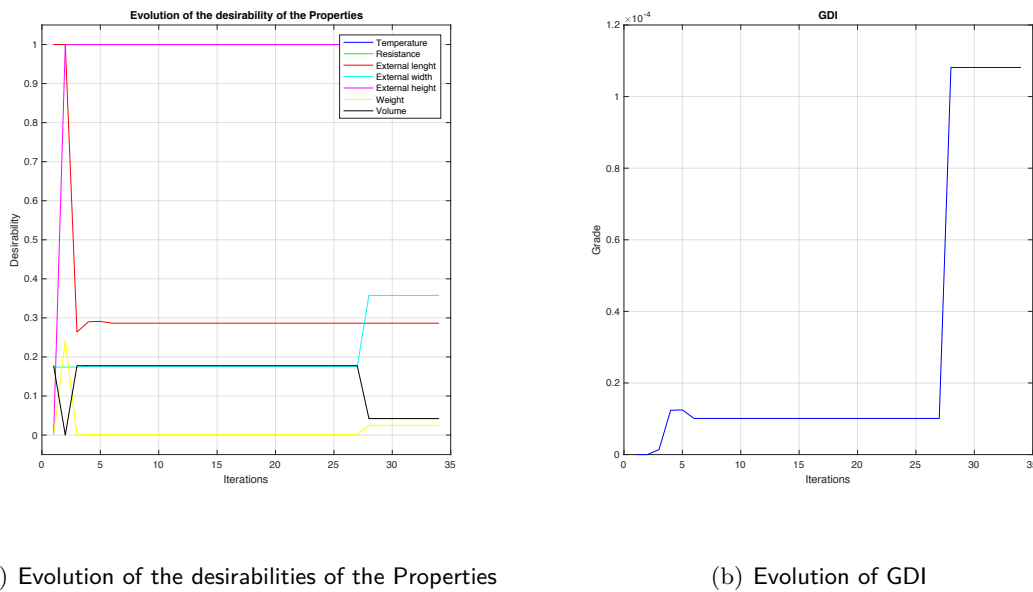 Evolution of the desirability of the Properties
1
0.9
0.8
0.7
0.6
0.5
0.4
0.3
0.2
0.1
0
Desirability
0 5 10 15 20 25 30 35
Iterations
Temperature
Resistance
External lenght
External width
External height
Weight
Volume
GDI
×10-4
1.2
1
0.8
0.6
0.4
0.2
0
Grade
0 5 10 15 20 25 30 35
Iterations
) Evolution of the desirabilities of the Properties
(b) Evolution of GDI